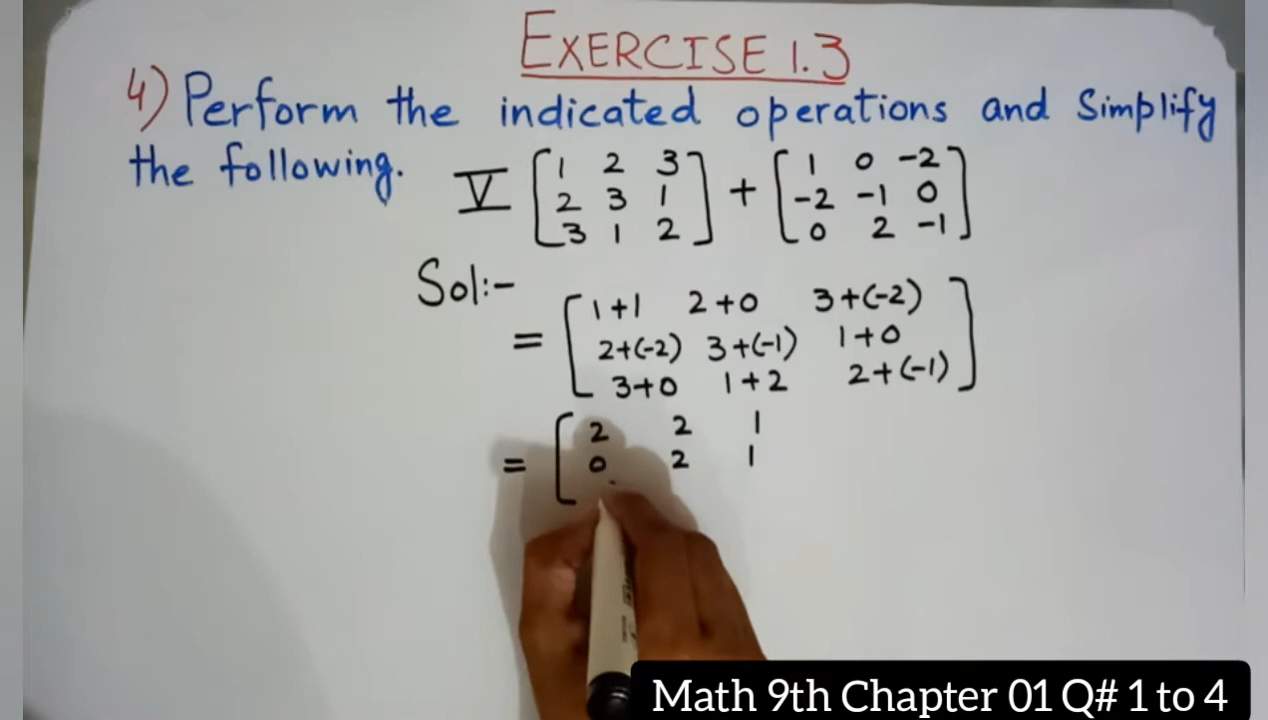 EXERCISE 1.3
4) Perform the indicated operations and Simplify
the following.
V [1 2 3] + [1 0 -2]
[2 3 1] [-2 -1 0]
[3 1 2] [0 2 -1]
Sol:-
= [1+1 2+0 3+(-2)]
[2+(-2) 3+(-1) 1+0]
[3+0 1+2 2+(-1)]
= [2 2 1
0 2 1
Math 9th Chapter 01 Q# 1 to 4